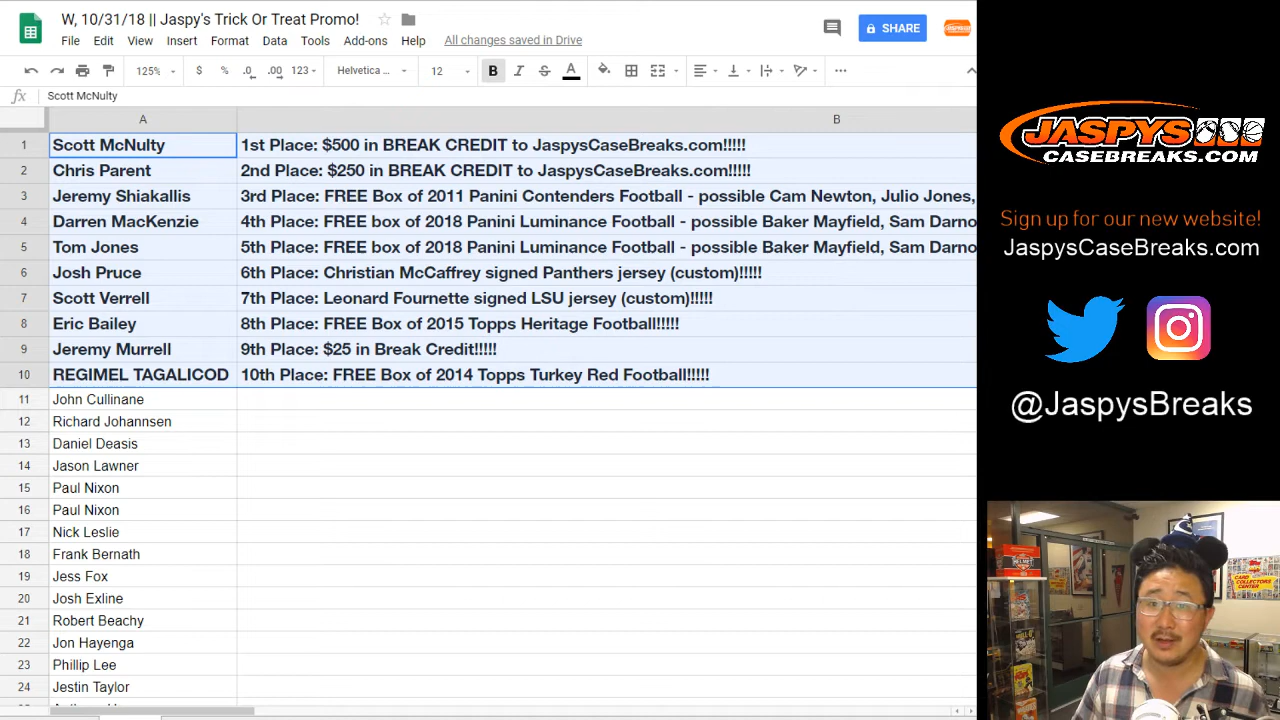 W, 10/31/18 || Jaspy's Trick Or Treat Promo!
File Edit View Insert Format Data Tools Add-ons Help All changes saved in Drive
SHARE
125% $ % .0 .00 123 Helvetica ... 12 B I S A
fx Scott McNulty
A B
1 Scott McNulty 1st Place: $500 in BREAK CREDIT to JaspysCaseBreaks.com!!!!!
2 Chris Parent 2nd Place: $250 in BREAK CREDIT to JaspysCaseBreaks.com!!!!!
3 Jeremy Shiakallis 3rd Place: FREE Box of 2011 Panini Contenders Football - possible Cam Newton, Julio Jones,
4 Darren MacKenzie 4th Place: FREE box of 2018 Panini Luminance Football - possible Baker Mayfield, Sam Darno
5 Tom Jones 5th Place: FREE box of 2018 Panini Luminance Football - possible Baker Mayfield, Sam Darno
6 Josh Pruce 6th Place: Christian McCaffrey signed Panthers jersey (custom)!!!!!
7 Scott Verrell 7th Place: Leonard Fournette signed LSU jersey (custom)!!!!!
8 Eric Bailey 8th Place: FREE Box of 2015 Topps Heritage Football!!!!!
9 Jeremy Murrell 9th Place: $25 in Break Credit!!!!!
10 REGIMEL TAGALICOD 10th Place: FREE Box of 2014 Topps Turkey Red Football!!!!!
11 John Cullinane
12 Richard Johannsen
13 Daniel Deasis
14 Jason Lawner
15 Paul Nixon
16 Paul Nixon
17 Nick Leslie
18 Frank Bernath
19 Jess Fox
20 Josh Exline
21 Robert Beachy
22 Jon Hayenga
23 Phillip Lee
24 Jestin Taylor
JASPYS
CASEBREAKS.COM
Sign up for our new website!
JaspysCaseBreaks.com
@JaspysBreaks